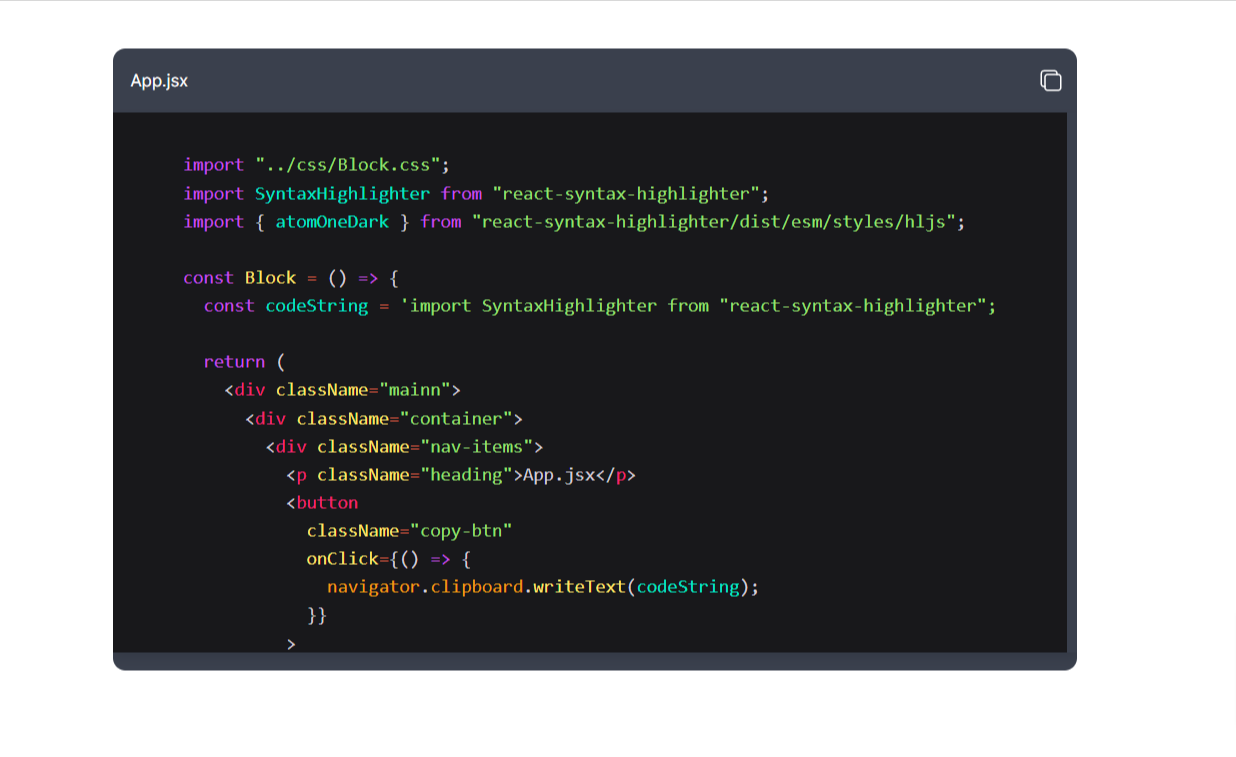 App.jsx
import "../css/Block.css";
import SyntaxHighlighter from "react-syntax-highlighter";
import { atomOneDark } from "react-syntax-highlighter/dist/esm/styles/hljs";
const Block = () => {
const codeString = 'import SyntaxHighlighter from "react-syntax-highlighter";
return (
<div className="mainn">
<div className="container">
<div className="nav-items">
<p className="heading">App.jsx</p>
<button
className="copy-btn"
onClick={() => {
navigator.clipboard.writeText(codeString);
}}
>